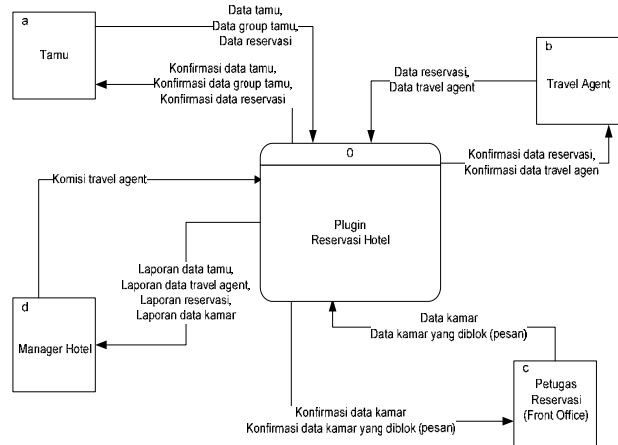 a
Tamu
Data tamu,
Data group tamu,
Data reservasi
Konfirmasi data tamu,
Konfirmasi data group tamu,
Konfirmasi data reservasi
b
Travel Agent
Data reservasi,
Data travel agent
Konfirmasi data reservasi,
Konfirmasi data travel agen
0
Plugin
Reservasi Hotel
Komisi travel agent
Laporan data tamu,
Laporan data travel agent,
Laporan reservasi,
Laporan data kamar
d
Manager Hotel
Data kamar
Data kamar yang diblok (pesan)
c
Petugas
Reservasi
(Front Office)
Konfirmasi data kamar
Konfirmasi data kamar yang diblok (pesan)